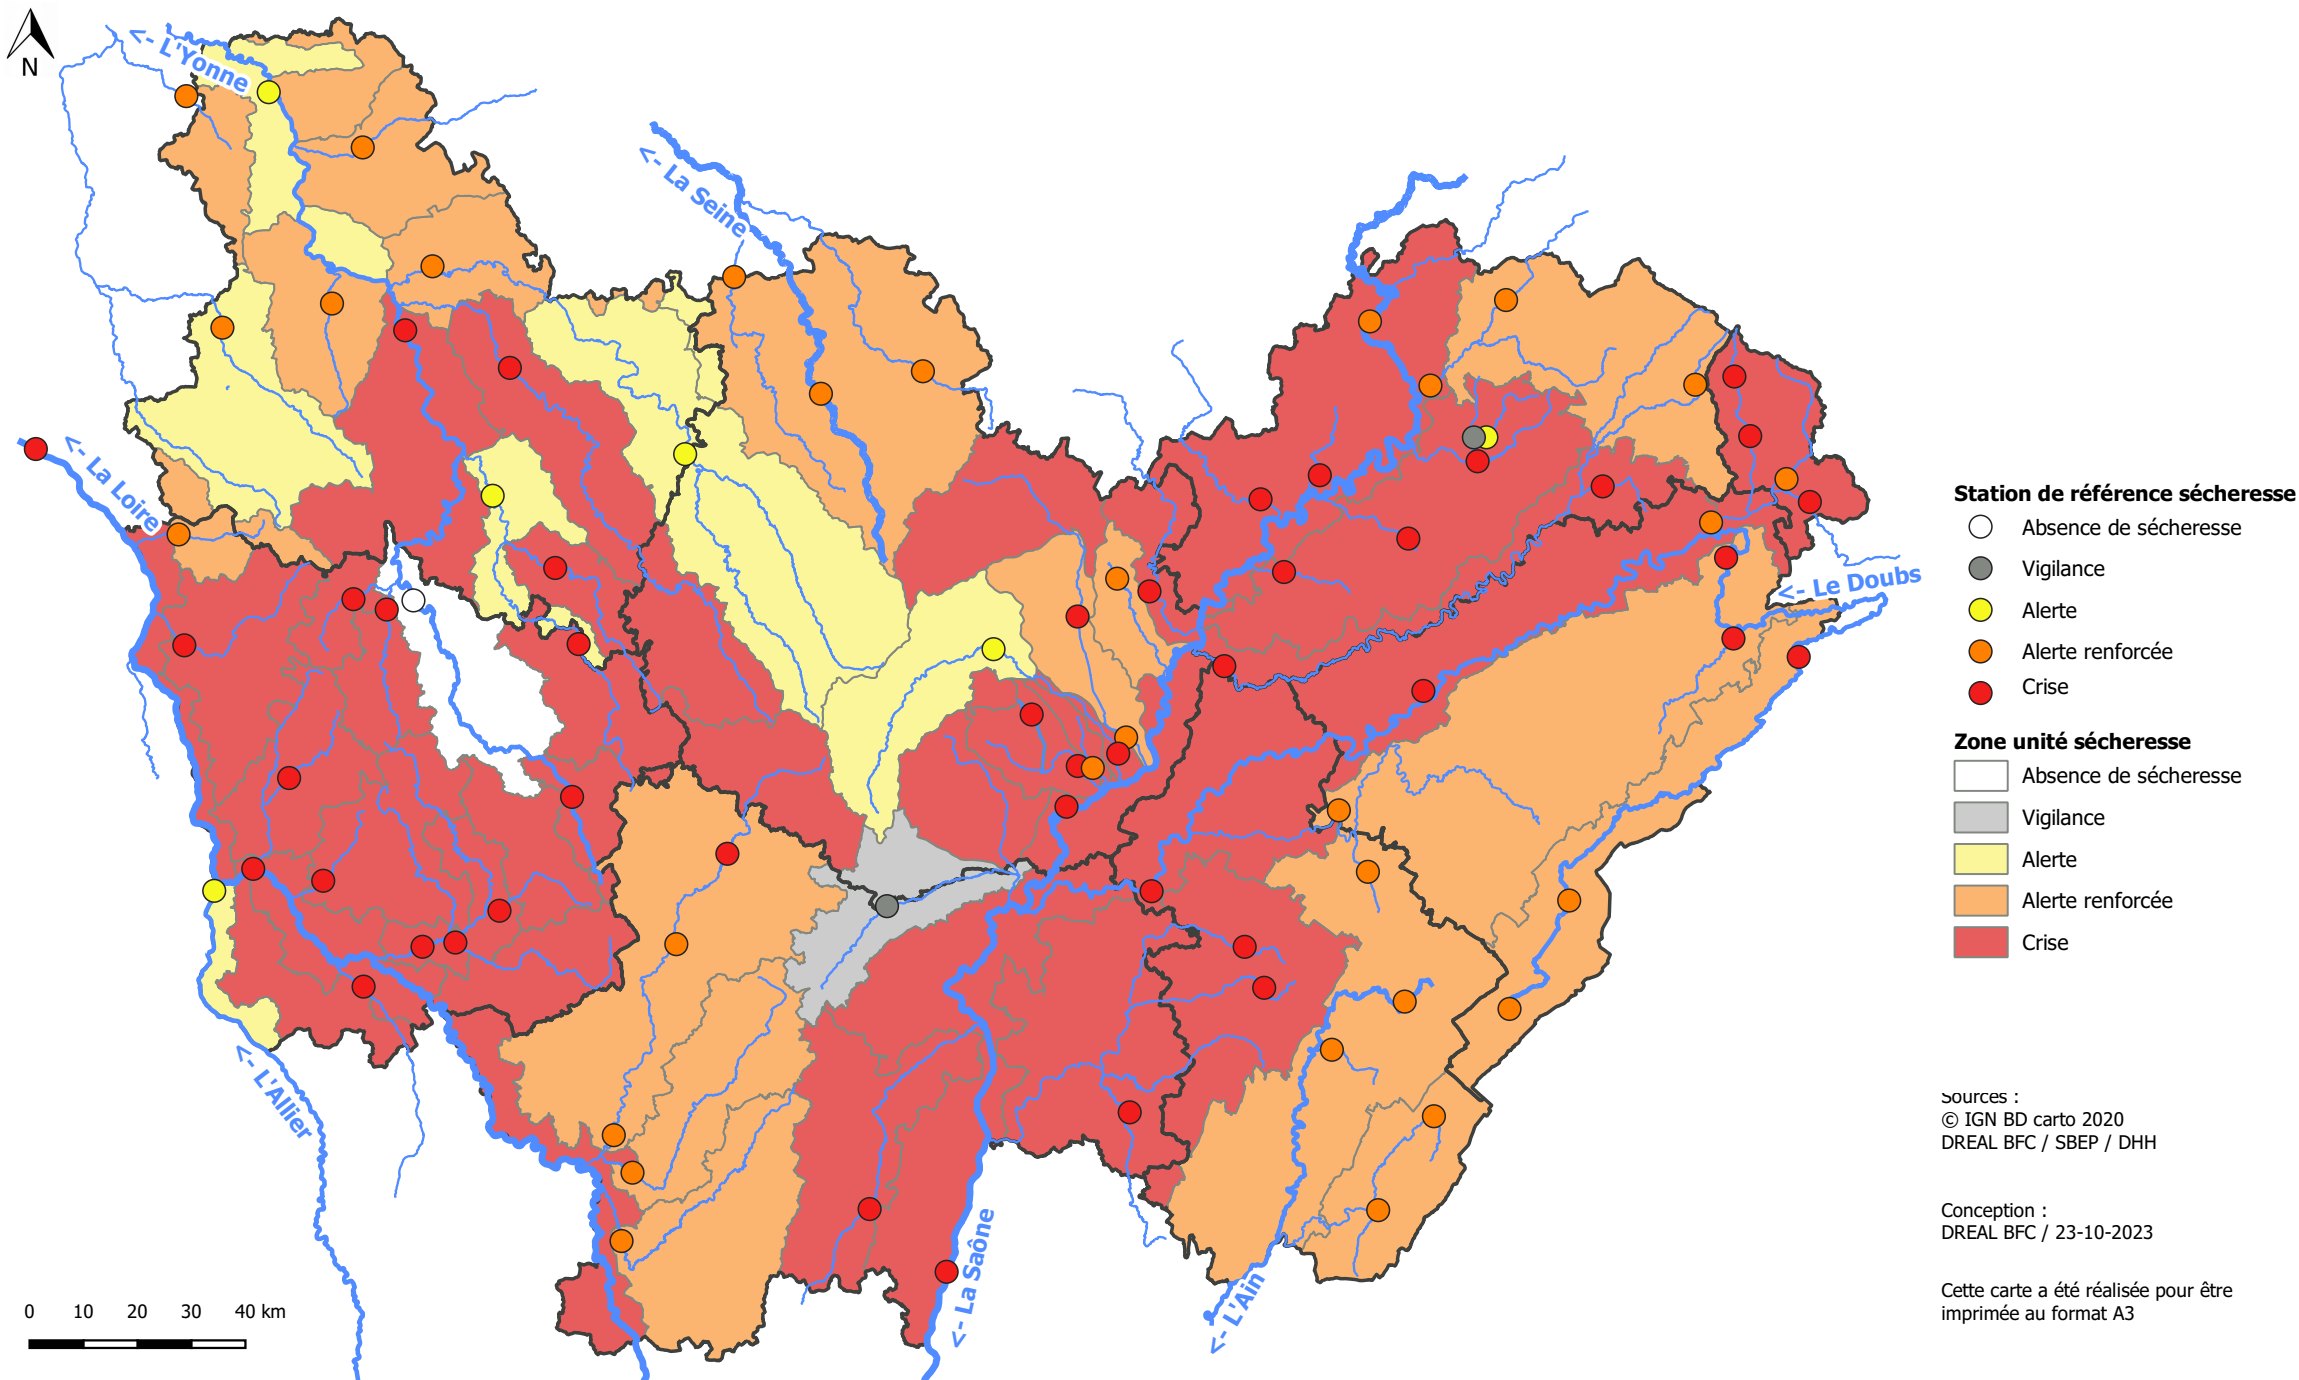 N
<- L'Yonne
<- La Seine
<- La Loire
<- Le Doubs
<- L'Allier
<- La Saône
<- L'Ain
Station de référence sécheresse
Absence de sécheresse
Vigilance
Alerte
Alerte renforcée
Crise
Zone unité sécheresse
Absence de sécheresse
Vigilance
Alerte
Alerte renforcée
Crise
Sources :
© IGN BD carto 2020
DREAL BFC / SBEP / DHH
Conception :
DREAL BFC / 23-10-2023
Cette carte a été réalisée pour être
imprimée au format A3
0 10 20 30 40 km